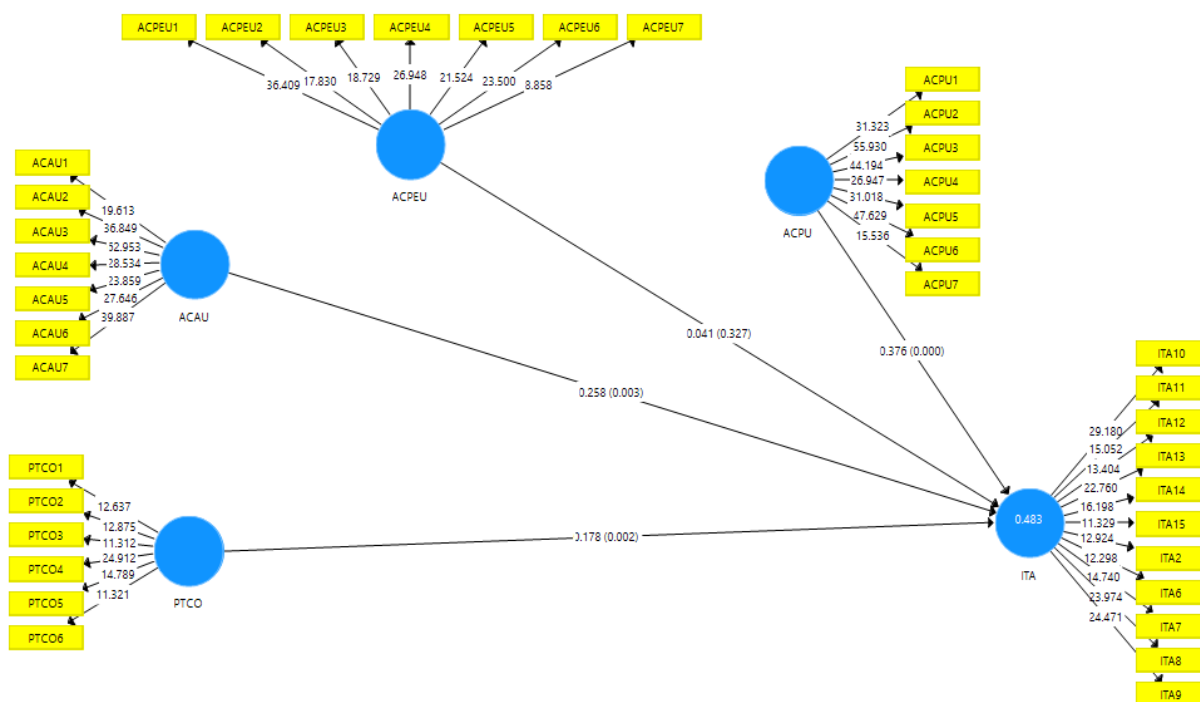 ACPEU1
ACPEU2
ACPEU3
ACPEU4
ACPEU5
ACPEU6
ACPEU7
36.409
17.830
18.729
26.948
21.524
23.500
8.858
ACPEU
ACPU1
ACPU2
ACPU3
ACPU4
ACPU5
ACPU6
ACPU7
31.323
55.930
44.194
26.947
31.018
47.629
15.536
ACPU
ACAU1
ACAU2
ACAU3
ACAU4
ACAU5
ACAU6
ACAU7
19.613
36.849
52.953
28.534
23.859
27.646
39.887
ACAU
0.041 (0.327)
0.376 (0.000)
0.258 (0.003)
0.178 (0.002)
PTCO1
PTCO2
PTCO3
PTCO4
PTCO5
PTCO6
12.637
12.875
11.312
24.912
14.789
11.321
PTCO
0.483
ITA
29.180
15.052
13.404
22.760
16.198
11.329
12.924
12.298
14.740
23.974
24.471
ITA10
ITA11
ITA12
ITA13
ITA14
ITA15
ITA2
ITA6
ITA7
ITA8
ITA9